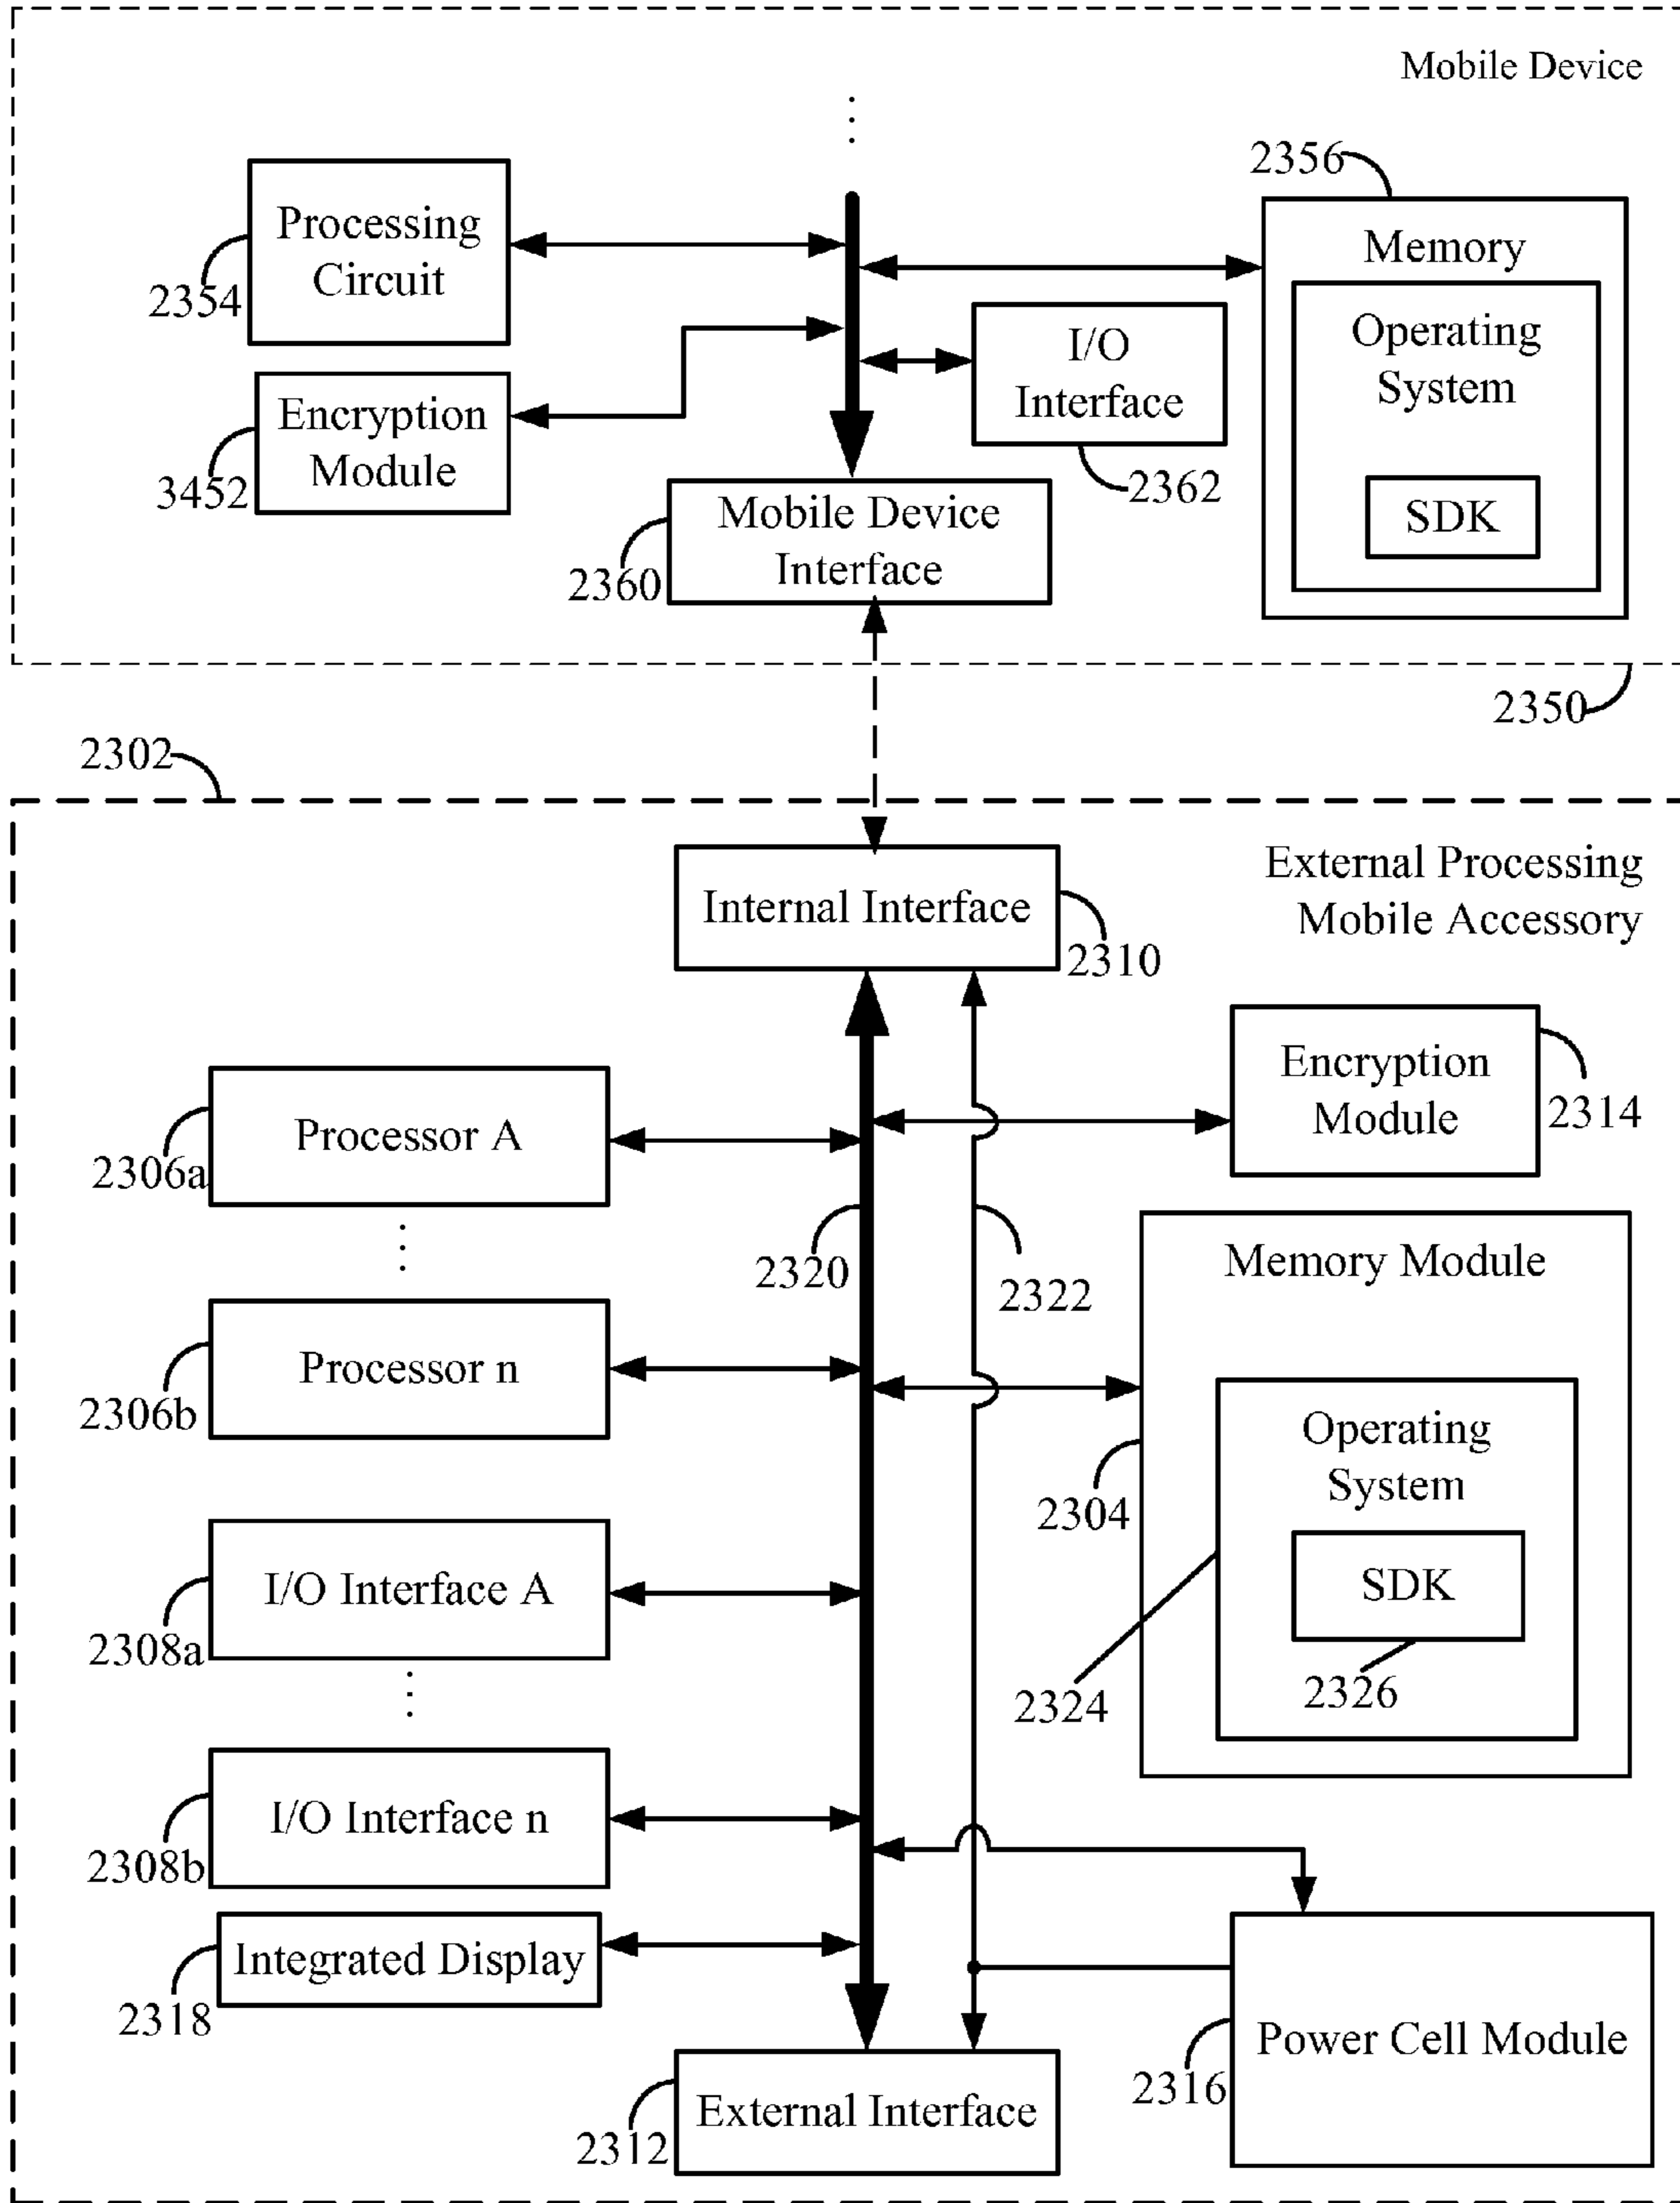 Mobile Device
2356
Processing
Circuit
2354
Memory
Operating
System
SDK
I/O
Interface
2362
Encryption
Module
3452
Mobile Device
Interface
2360
2350
2302
External Processing
Mobile Accessory
Internal Interface
2310
Encryption
Module
2314
Processor A
2306a
2320
2322
Memory Module
Processor n
2306b
Operating
System
2304
SDK
I/O Interface A
2308a
2324
2326
I/O Interface n
2308b
Integrated Display
2318
Power Cell Module
2316
External Interface
2312